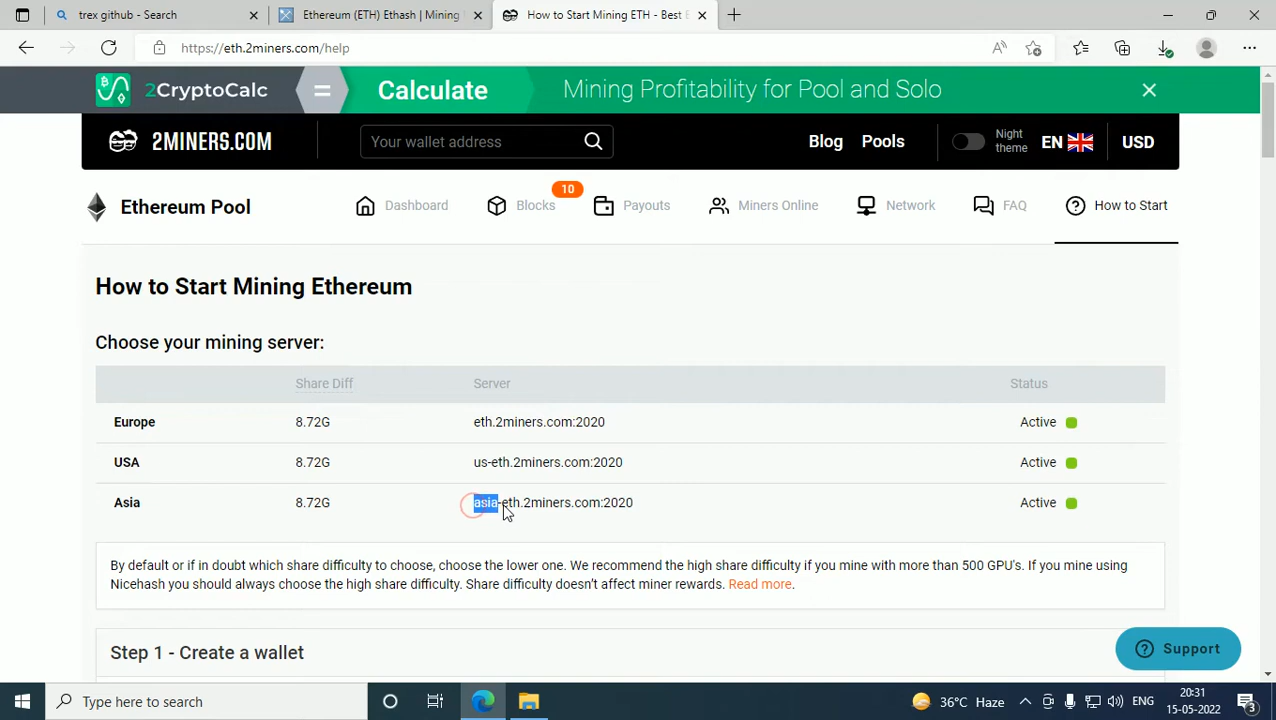 trex github - Search
Ethereum (ETH) Ethash | Mining
How to Start Mining ETH - Best E
https://eth.2miners.com/help
2CryptoCalc = Calculate Mining Profitability for Pool and Solo
2MINERS.COM
Your wallet address
Blog
Pools
Night theme
EN
USD
Ethereum Pool
Dashboard
Blocks
10
Payouts
Miners Online
Network
FAQ
How to Start
How to Start Mining Ethereum
Choose your mining server:
Share Diff Server Status
Europe 8.72G eth.2miners.com:2020 Active
USA 8.72G us-eth.2miners.com:2020 Active
Asia 8.72G asia-eth.2miners.com:2020 Active
By default or if in doubt which share difficulty to choose, choose the lower one. We recommend the high share difficulty if you mine with more than 500 GPU's. If you mine using
Nicehash you should always choose the high share difficulty. Share difficulty doesn't affect miner rewards. Read more.
Step 1 - Create a wallet
Support
Type here to search
36°C Haze
ENG
20:31
15-05-2022
3